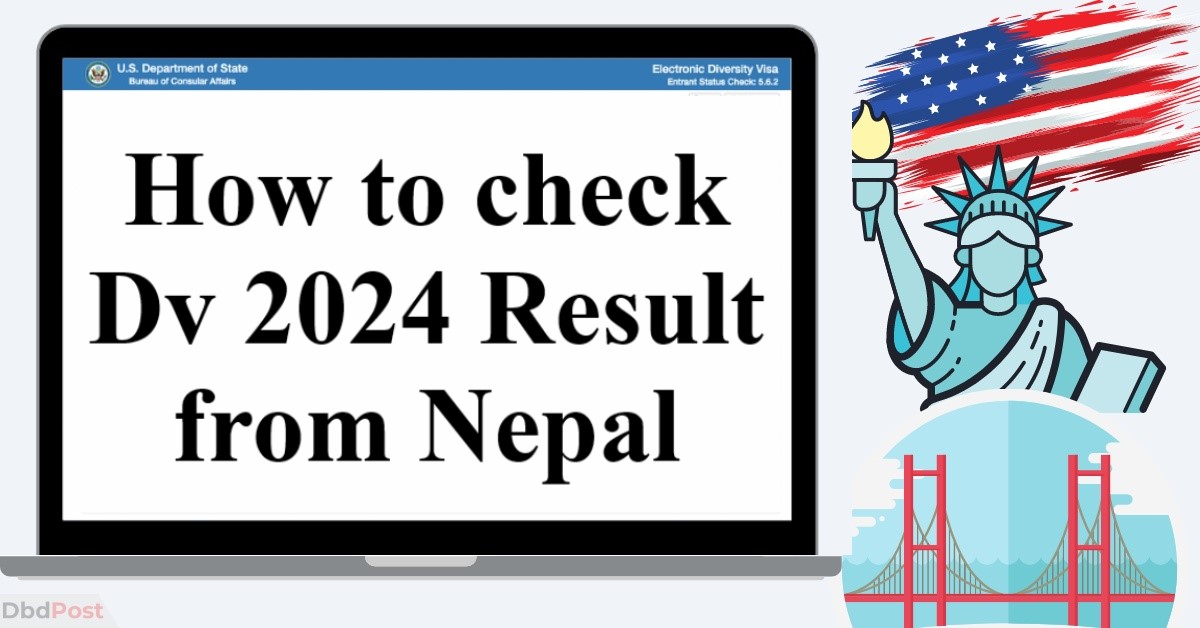 U.S. Department of State
Bureau of Consular Affairs
Electronic Diversity Visa
Entrant Status Check: 5.6.2
How to check
Dv 2024 Result
from Nepal
DbdPost